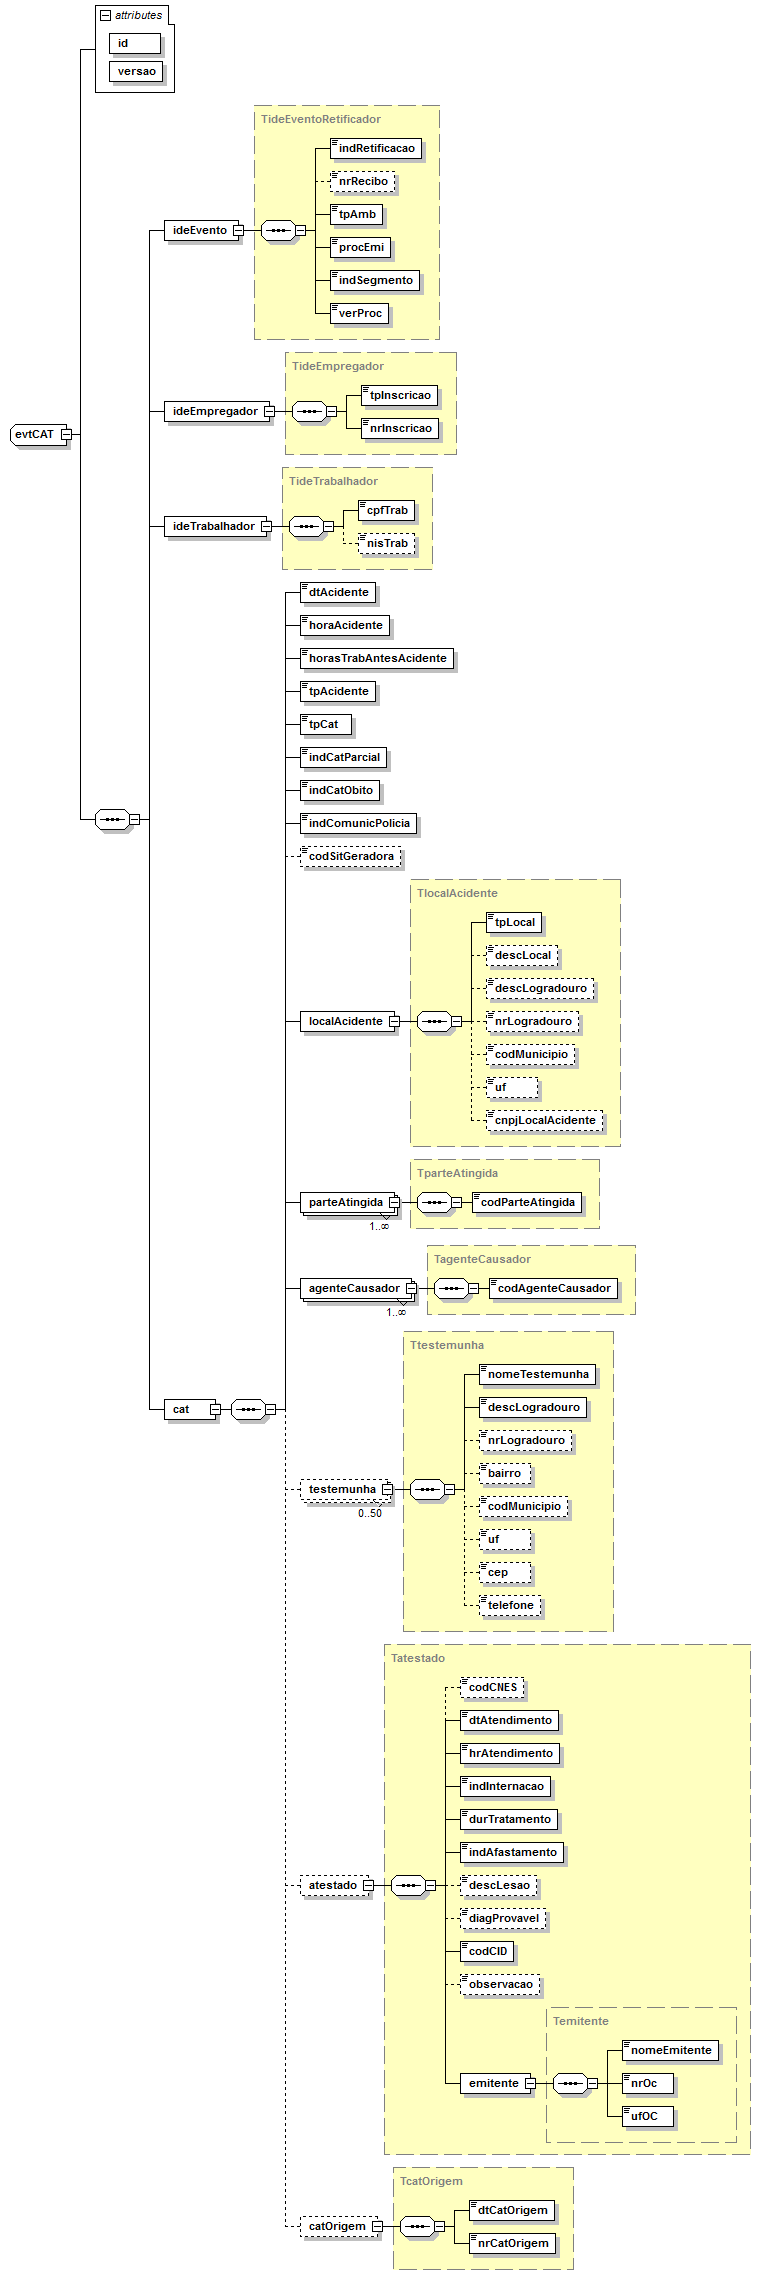 attributes
id
versao
TideEventoRetificador
indRetificacao
nrRecibo
tpAmb
ideEvento
procEmi
indSegmento
verProc
TideEmpregador
tpInscricao
ideEmpregador
nrInscricao
evtCAT
TideTrabalhador
cpfTrab
ideTrabalhador
nisTrab
dtAcidente
horaAcidente
horasTrabAntesAcidente
tpAcidente
tpCat
indCatParcial
indCatObito
indComunicPolicia
codSitGeradora
TlocalAcidente
tpLocal
descLocal
descLogradouro
localAcidente
nrLogradouro
codMunicipio
uf
cnpjLocalAcidente
TparteAtingida
parteAtingida
codParteAtingida
1..∞
TagenteCausador
agenteCausador
codAgenteCausador
1..∞
Ttestemunha
nomeTestemunha
cat
descLogradouro
nrLogradouro
bairro
testemunha
codMunicipio
0..50
uf
cep
telefone
Tatestado
codCNES
dtAtendimento
hrAtendimento
indInternacao
durTratamento
indAfastamento
atestado
descLesao
diagProvavel
codCID
observacao
Temitente
nomeEmitente
emitente
nrOc
ufOC
TcatOrigem
dtCatOrigem
catOrigem
nrCatOrigem